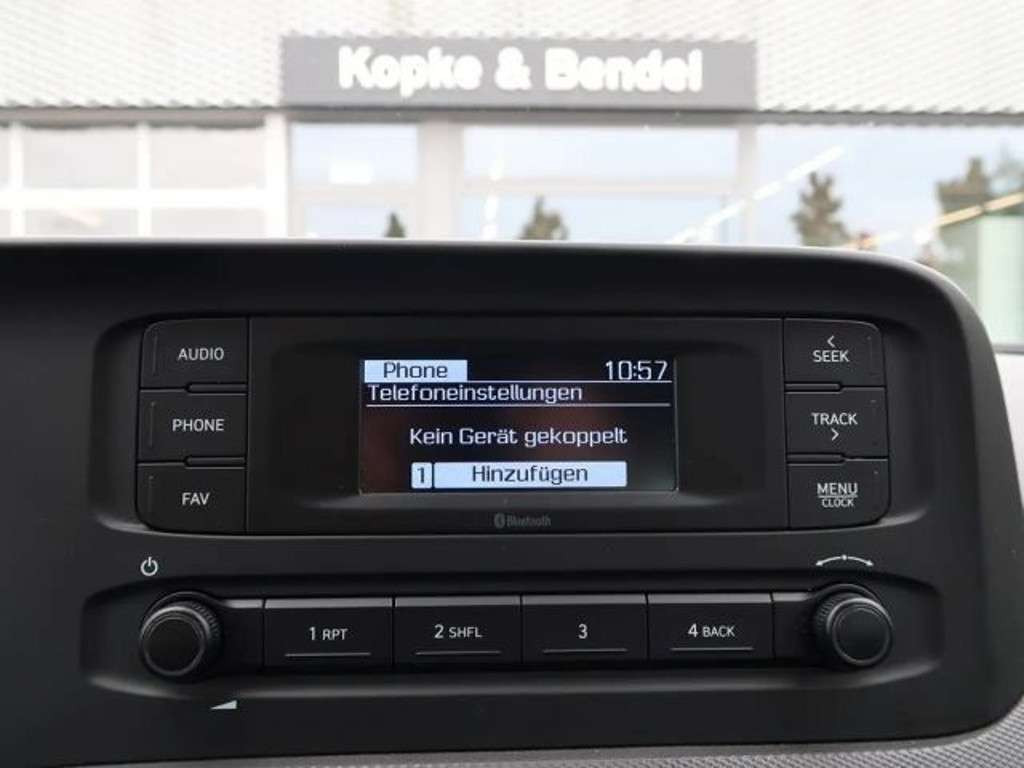 Kopke & Bendel
AUDIO
PHONE
FAV
Phone 10:57
Telefoneinstellungen
Kein Gerät gekoppelt
1 Hinzufügen
Bluetooth
< SEEK
TRACK >
MENU
CLOCK
1 RPT
2 SHFL
3
4 BACK